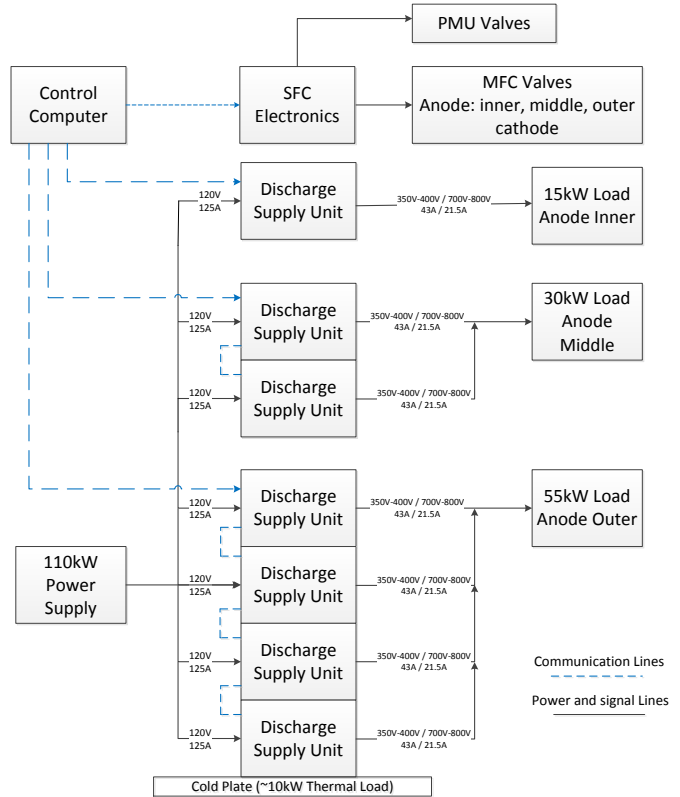 PMU Valves
Control
Computer
SFC
Electronics
MFC Valves
Anode: inner, middle, outer
cathode
Discharge
Supply Unit
120V
125A
350V-400V / 700V-800V
43A / 21.5A
15kW Load
Anode Inner
Discharge
Supply Unit
120V
125A
350V-400V / 700V-800V
43A / 21.5A
30kW Load
Anode
Middle
Discharge
Supply Unit
120V
125A
350V-400V / 700V-800V
43A / 21.5A
Discharge
Supply Unit
120V
125A
350V-400V / 700V-800V
43A / 21.5A
55kW Load
Anode Outer
110kW
Power
Supply
120V
125A
Discharge
Supply Unit
350V-400V / 700V-800V
43A / 21.5A
120V
125A
Discharge
Supply Unit
350V-400V / 700V-800V
43A / 21.5A
120V
125A
Discharge
Supply Unit
350V-400V / 700V-800V
43A / 21.5A
Communication Lines
Power and signal Lines
Cold Plate (~10kW Thermal Load)